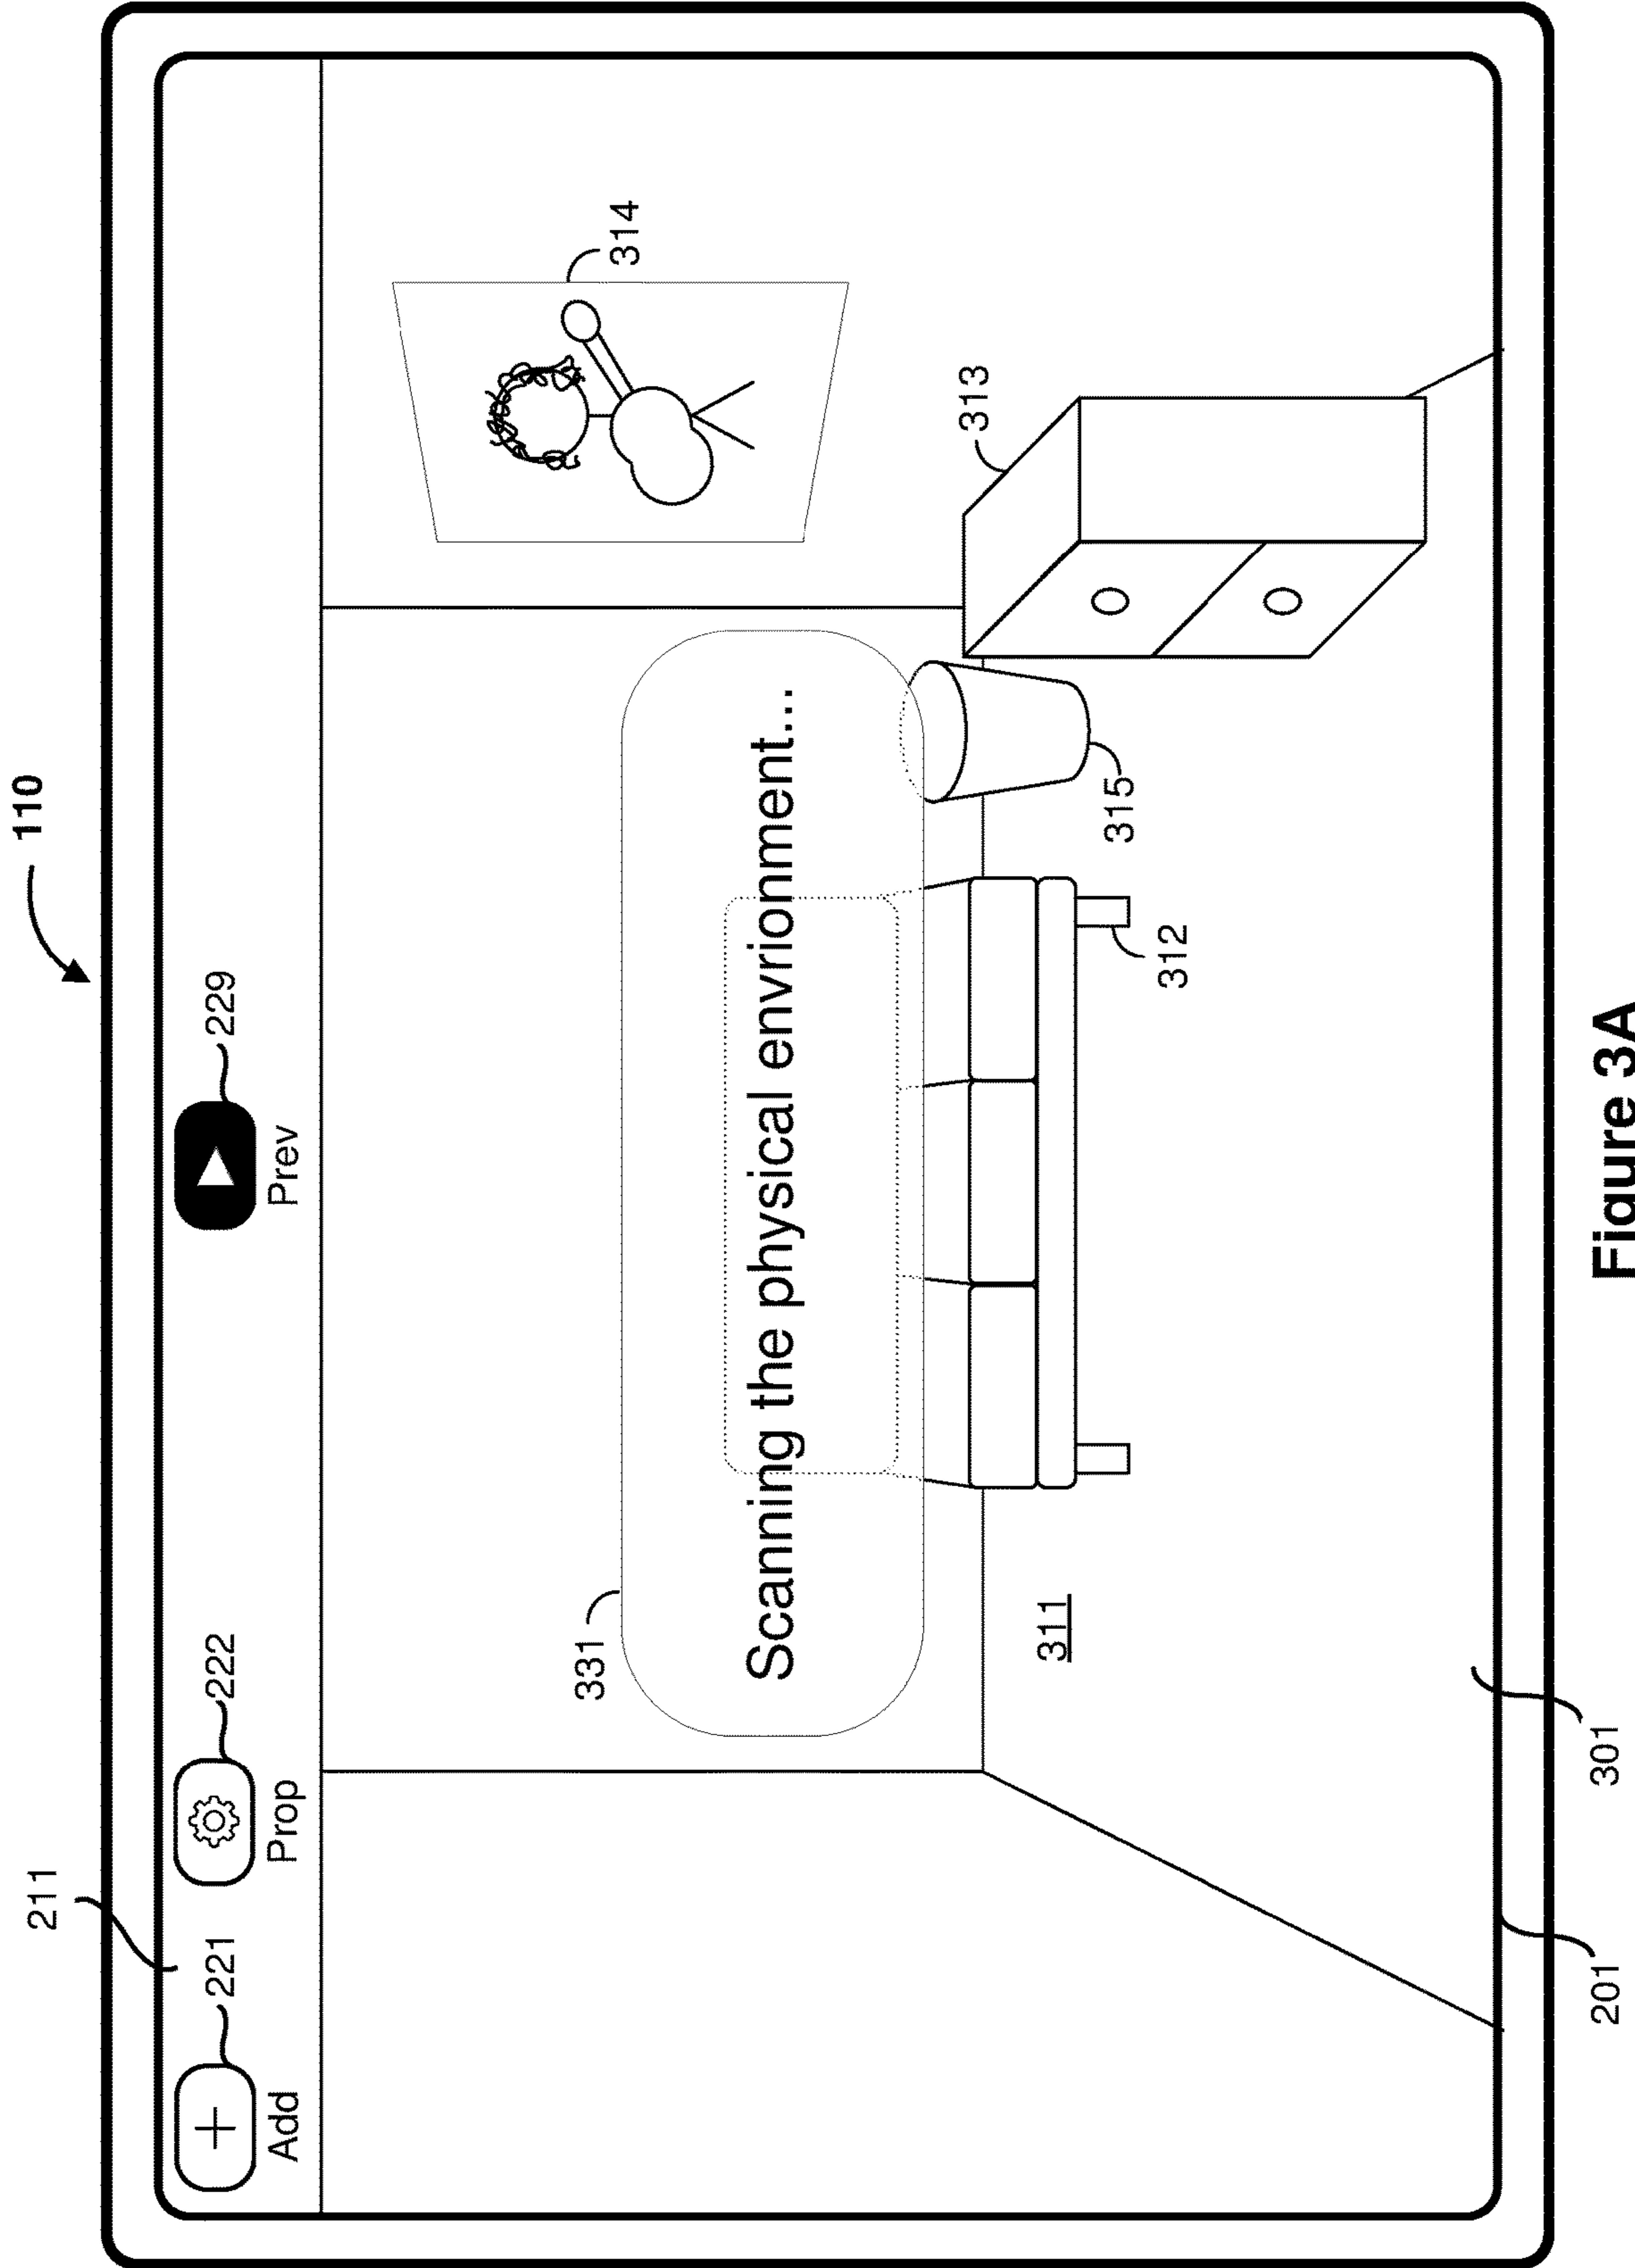 110
211
221
222
229
Add
Prop
Prev
314
331
Scanning the physical envrionment...
313
315
311
312
301
201
Figure 3A